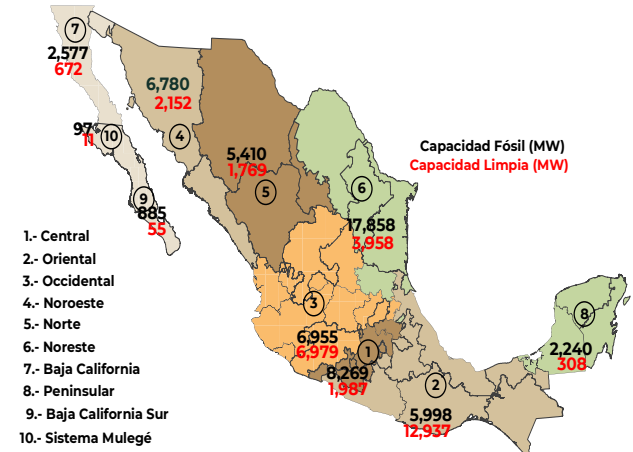 7
2,577
672
6,780
2,152
4
97
11
10
5,410
1,769
5
Capacidad Fósil (MW)
Capacidad Limpia (MW)
6
17,858
3,958
9
885
55
1.- Central
2.- Oriental
3.- Occidental
4.- Noroeste
5.- Norte
6.- Noreste
7.- Baja California
8.- Peninsular
9.- Baja California Sur
10.- Sistema Mulegé
3
6,955
6,979
1
8,269
1,987
2
5,998
12,937
8
2,240
308